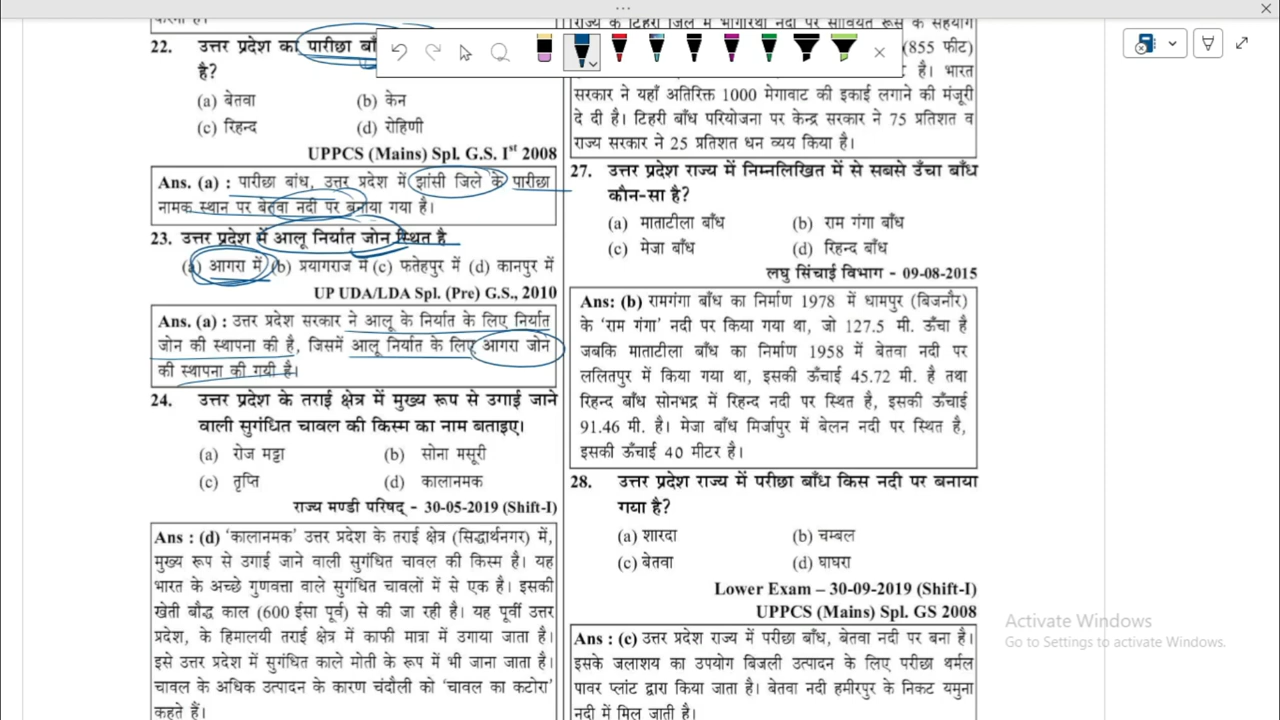 22. उत्तर प्रदेश का पारीछा
है?
(a) बेतवा (b) केन
(c) रिहन्द (d) रोहिणी
UPPCS (Mains) Spl. G.S. Ist 2008
Ans. (a) : पारीछा बांध, उत्तर प्रदेश में झांसी जिले के पारीछा
नामक स्थान पर बेतवा नदी पर बनाया गया है।
23. उत्तर प्रदेश में आलू निर्यात जोन स्थित है
(a) आगरा में (b) प्रयागराज में (c) फतेहपुर में (d) कानपुर में
UP UDA/LDA Spl. (Pre) G.S., 2010
Ans. (a) : उत्तर प्रदेश सरकार ने आलू के निर्यात के लिए निर्यात
जोन की स्थापना की है, जिसमें आलू निर्यात के लिए आगरा जोन
की स्थापना की गयी है।
24. उत्तर प्रदेश के तराई क्षेत्र में मुख्य रूप से उगाई जाने
वाली सुगंधित चावल की किस्म का नाम बताइए।
(a) रोज मट्टा (b) सोना मसूरी
(c) तृप्ति (d) कालानमक
राज्य मण्डी परिषद् - 30-05-2019 (Shift-I)
Ans : (d) ‘कालानमक’ उत्तर प्रदेश के तराई क्षेत्र (सिद्धार्थनगर) में,
मुख्य रूप से उगाई जाने वाली सुगंधित चावल की किस्म है। यह
भारत के अच्छे गुणवत्ता वाले सुगंधित चावलों में से एक है। इसकी
खेती बौद्ध काल (600 ईसा पूर्व) से की जा रही है। यह पूर्वी उत्तर
प्रदेश, के हिमालयी तराई क्षेत्र में काफी मात्रा में उगाया जाता है।
इसे उत्तर प्रदेश में सुगंधित काले मोती के रूप में भी जाना जाता है।
चावल के अधिक उत्पादन के कारण चंदौली को ‘चावल का कटोरा’
कहते हैं।
राज्य के टिहरी जिले में भागीरथी नदी पर सोवियत रूस के सहयोग
(855 फीट)
है। भारत
सरकार ने यहाँ अतिरिक्त 1000 मेगावाट की इकाई लगाने की मंजूरी
दे दी है। टिहरी बाँध परियोजना पर केन्द्र सरकार ने 75 प्रतिशत व
राज्य सरकार ने 25 प्रतिशत धन व्यय किया है।
27. उत्तर प्रदेश राज्य में निम्नलिखित में से सबसे उँचा बाँध
कौन-सा है?
(a) माताटीला बाँध (b) राम गंगा बाँध
(c) मेजा बाँध (d) रिहन्द बाँध
लघु सिंचाई विभाग - 09-08-2015
Ans: (b) रामगंगा बाँध का निर्माण 1978 में धामपुर (बिजनौर)
के ‘राम गंगा’ नदी पर किया गया था, जो 127.5 मी. ऊँचा है
जबकि माताटीला बाँध का निर्माण 1958 में बेतवा नदी पर
ललितपुर में किया गया था, इसकी ऊँचाई 45.72 मी. है तथा
रिहन्द बाँध सोनभद्र में रिहन्द नदी पर स्थित है, इसकी ऊँचाई
91.46 मी. है। मेजा बाँध मिर्जापुर में बेलन नदी पर स्थित है,
इसकी ऊँचाई 40 मीटर है।
28. उत्तर प्रदेश राज्य में परीछा बाँध किस नदी पर बनाया
गया है?
(a) शारदा (b) चम्बल
(c) बेतवा (d) घाघरा
Lower Exam – 30-09-2019 (Shift-I)
UPPCS (Mains) Spl. GS 2008
Ans : (c) उत्तर प्रदेश राज्य में परीछा बाँध, बेतवा नदी पर बना है।
इसके जलाशय का उपयोग बिजली उत्पादन के लिए परीछा थर्मल
पावर प्लांट द्वारा किया जाता है। बेतवा नदी हमीरपुर के निकट यमुना
नदी में मिल जाती है।
Activate Windows
Go to Settings to activate Windows.